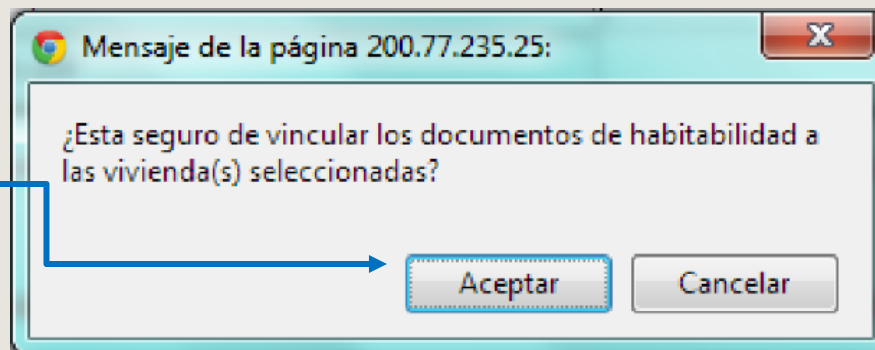 Mensaje de la página 200.77.235.25:
¿Esta seguro de vincular los documentos de habitabilidad a
las vivienda(s) seleccionadas?
Aceptar
Cancelar